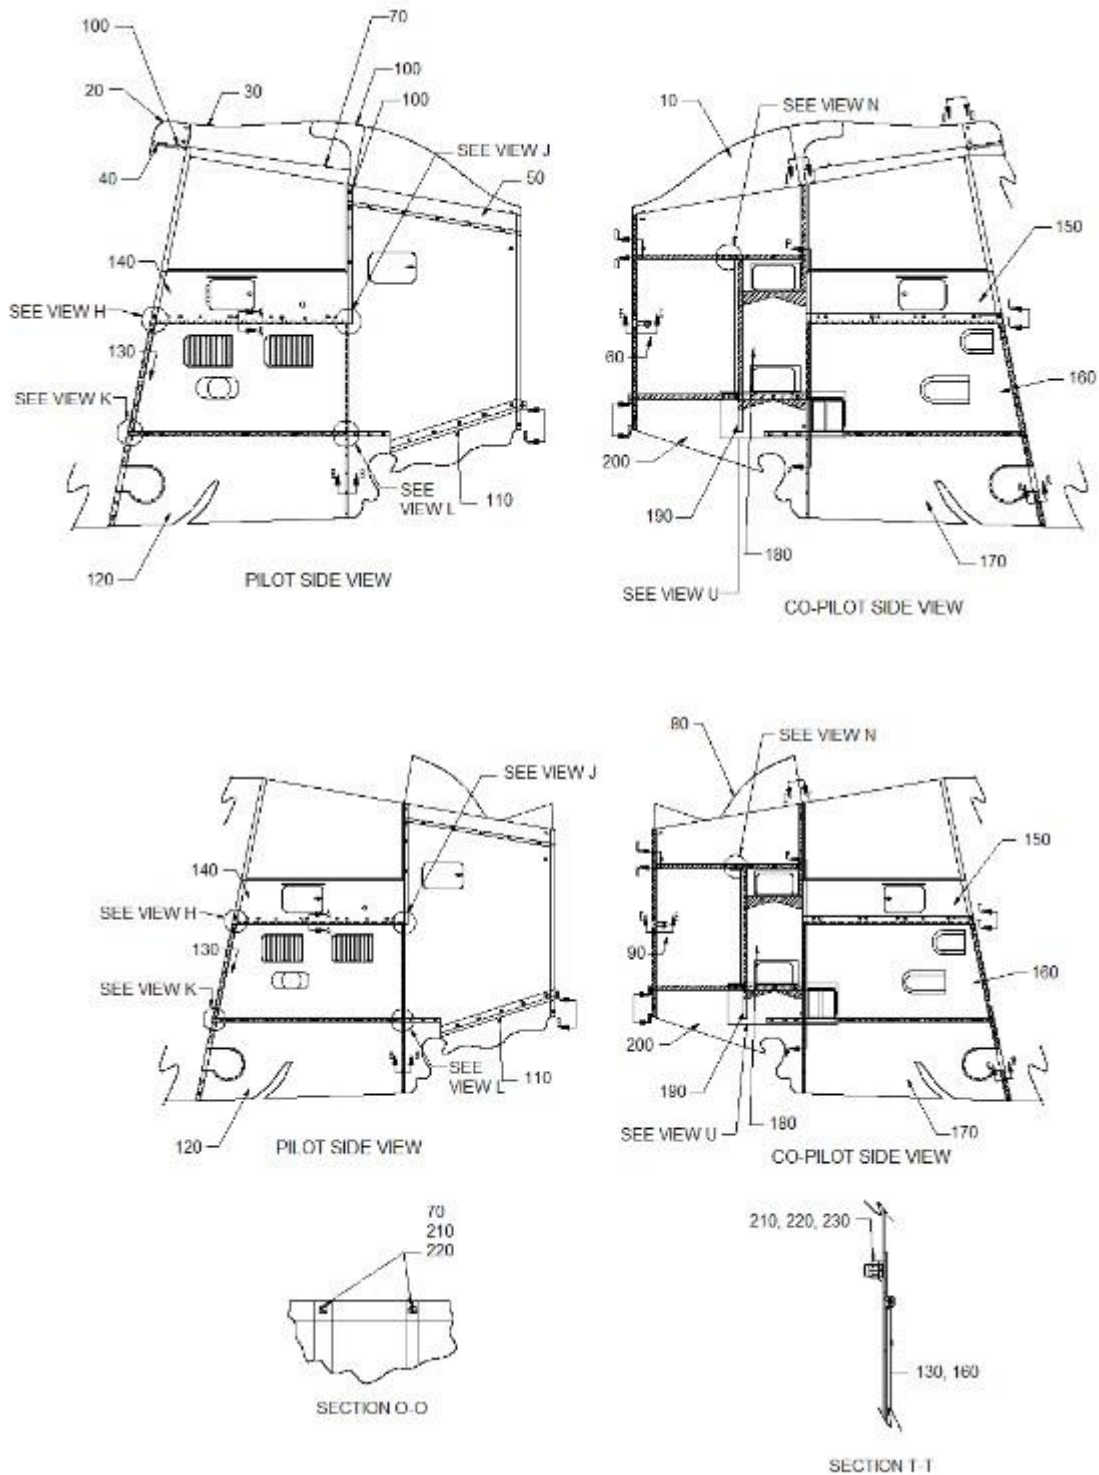 100
70
20
30
100
100
40
SEE VIEW J
50
140
SEE VIEW H
130
SEE VIEW K
SEE
VIEW L
110
120
PILOT SIDE VIEW
10
SEE VIEW N
150
60
160
200
190
180
170
SEE VIEW U
CO-PILOT SIDE VIEW
SEE VIEW J
140
SEE VIEW H
130
SEE VIEW K
SEE
VIEW L
110
120
PILOT SIDE VIEW
80
SEE VIEW N
150
90
160
200
190
180
170
SEE VIEW U
CO-PILOT SIDE VIEW
70
210
220
SECTION O-O
210, 220, 230
130, 160
SECTION T-T